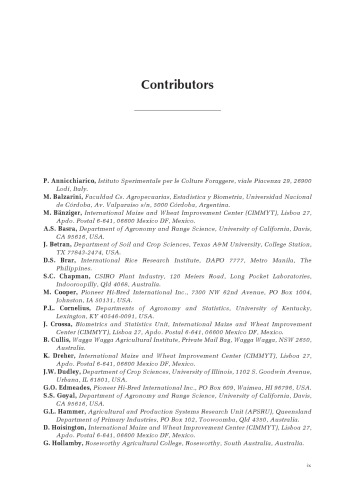 Contributors
P. Annicchiarico, Istituto Sperimentale per le Colture Foraggere, viale Piacenza 29, 26900
Lodi, Italy.
M. Balzarini, Facultad Cs. Agropecuarias, Estadística y Biometria, Universidad Nacional
de Córdoba, Av. Valparaiso s/n, 5000 Córdoba, Argentina.
M. Bänziger, International Maize and Wheat Improvement Center (CIMMYT), Lisboa 27,
Apdo. Postal 6-641, 06600 Mexico DF, Mexico.
A.S. Basra, Department of Agronomy and Range Science, University of California, Davis,
CA 95616, USA.
J. Betran, Department of Soil and Crop Sciences, Texas A&M University, College Station,
TX 77843-2474, USA.
D.S. Brar, International Rice Research Institute, DAPO 7777, Metro Manila, The
Philippines.
S.C. Chapman, CSIRO Plant Industry, 120 Meiers Road, Long Pocket Laboratories,
Indooroopilly, Qld 4068, Australia.
M. Cooper, Pioneer Hi-Bred International Inc., 7300 NW 62nd Avenue, PO Box 1004,
Johnston, IA 50131, USA.
P.L. Cornelius, Departments of Agronomy and Statistics, University of Kentucky,
Lexington, KY 40546-0091, USA.
J. Crossa, Biometrics and Statistics Unit, International Maize and Wheat Improvement
Center (CIMMYT), Lisboa 27, Apdo. Postal 6-641, 06600 Mexico DF, Mexico.
B. Cullis, Wagga Wagga Agricultural Institute, Private Mail Bag, Wagga Wagga, NSW 2650,
Australia.
K. Dreher, International Maize and Wheat Improvement Center (CIMMYT), Lisboa 27,
Apdo. Postal 6-641, 06600 Mexico DF, Mexico.
J.W. Dudley, Department of Crop Sciences, University of Illinois, 1102 S. Goodwin Avenue,
Urbana, IL 61801, USA.
G.O. Edmeades, Pioneer Hi-Bred International Inc., PO Box 609, Waimea, HI 96796, USA.
S.S. Goyal, Department of Agronomy and Range Science, University of California, Davis,
CA 95616, USA.
G.L. Hammer, Agricultural and Production Systems Research Unit (APSRU), Queensland
Department of Primary Industries, PO Box 102, Toowoomba, Qld 4350, Australia.
D. Hoisington, International Maize and Wheat Improvement Center (CIMMYT), Lisboa 27,
Apdo. Postal 6-641, 06600 Mexico DF, Mexico.
G. Hollamby, Roseworthy Agricultural College, Roseworthy, South Australia, Australia.
ix